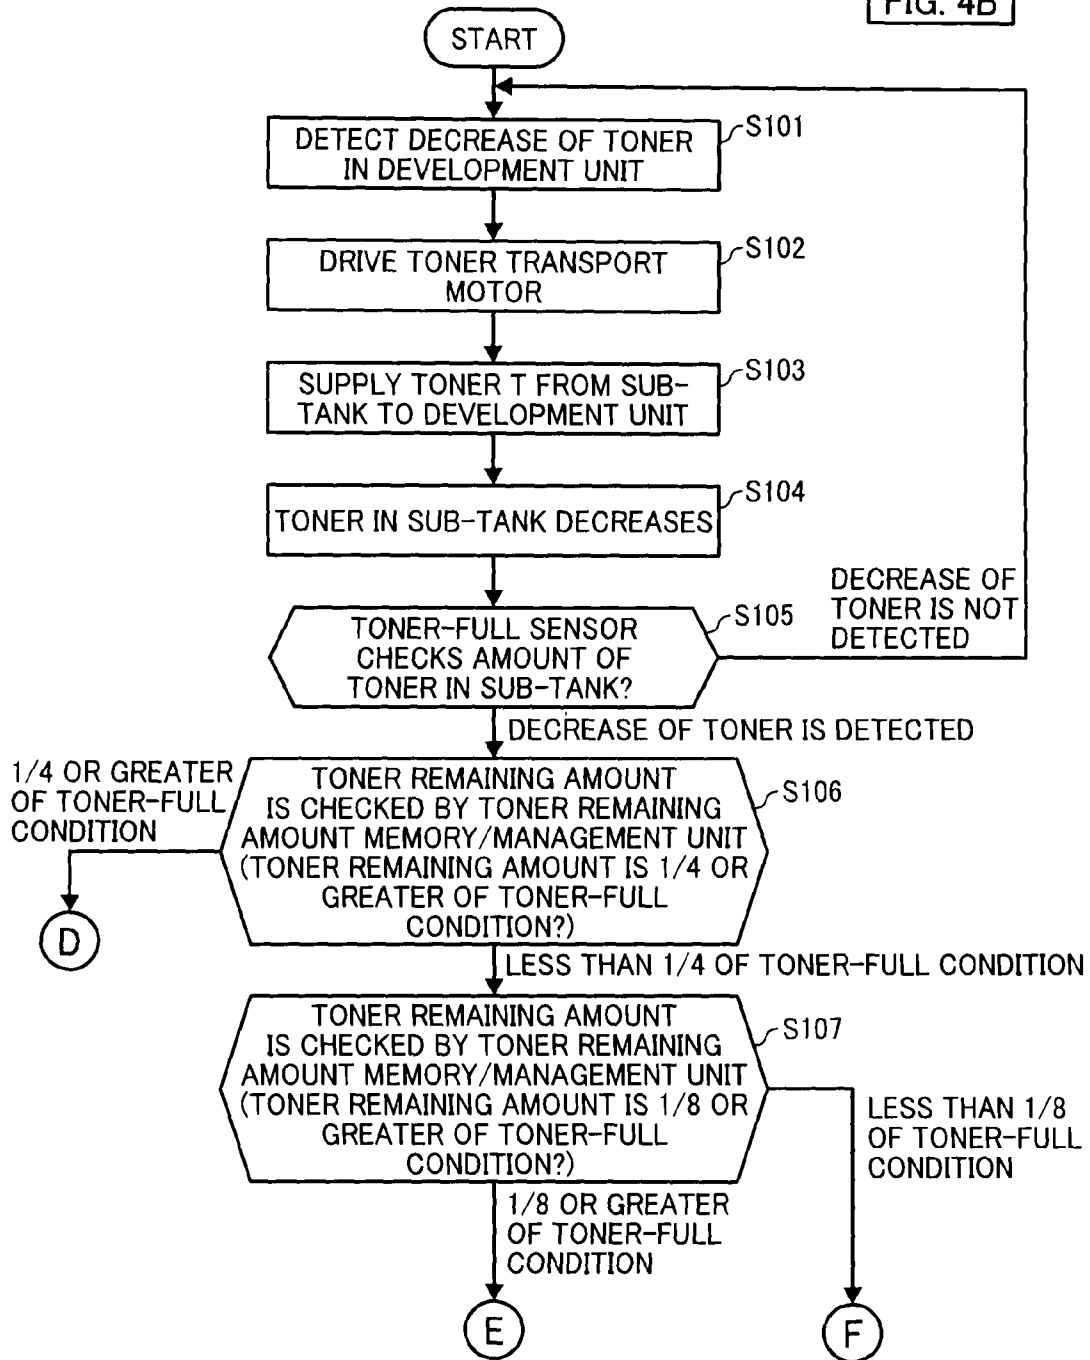 FIG. 4B
START
DETECT DECREASE OF TONER
IN DEVELOPMENT UNIT
S101
DRIVE TONER TRANSPORT
MOTOR
S102
SUPPLY TONER T FROM SUB-
TANK TO DEVELOPMENT UNIT
S103
TONER IN SUB-TANK DECREASES
S104
TONER-FULL SENSOR
CHECKS AMOUNT OF
TONER IN SUB-TANK?
S105
DECREASE OF
TONER IS NOT
DETECTED
DECREASE OF TONER IS DETECTED
TONER REMAINING AMOUNT
IS CHECKED BY TONER REMAINING
AMOUNT MEMORY/MANAGEMENT UNIT
(TONER REMAINING AMOUNT IS 1/4 OR
GREATER OF TONER-FULL
CONDITION?)
S106
1/4 OR GREATER
OF TONER-FULL
CONDITION
D
LESS THAN 1/4 OF TONER-FULL CONDITION
TONER REMAINING AMOUNT
IS CHECKED BY TONER REMAINING
AMOUNT MEMORY/MANAGEMENT UNIT
(TONER REMAINING AMOUNT IS 1/8 OR
GREATER OF TONER-FULL
CONDITION?)
S107
LESS THAN 1/8
OF TONER-FULL
CONDITION
1/8 OR GREATER
OF TONER-FULL
CONDITION
E
F